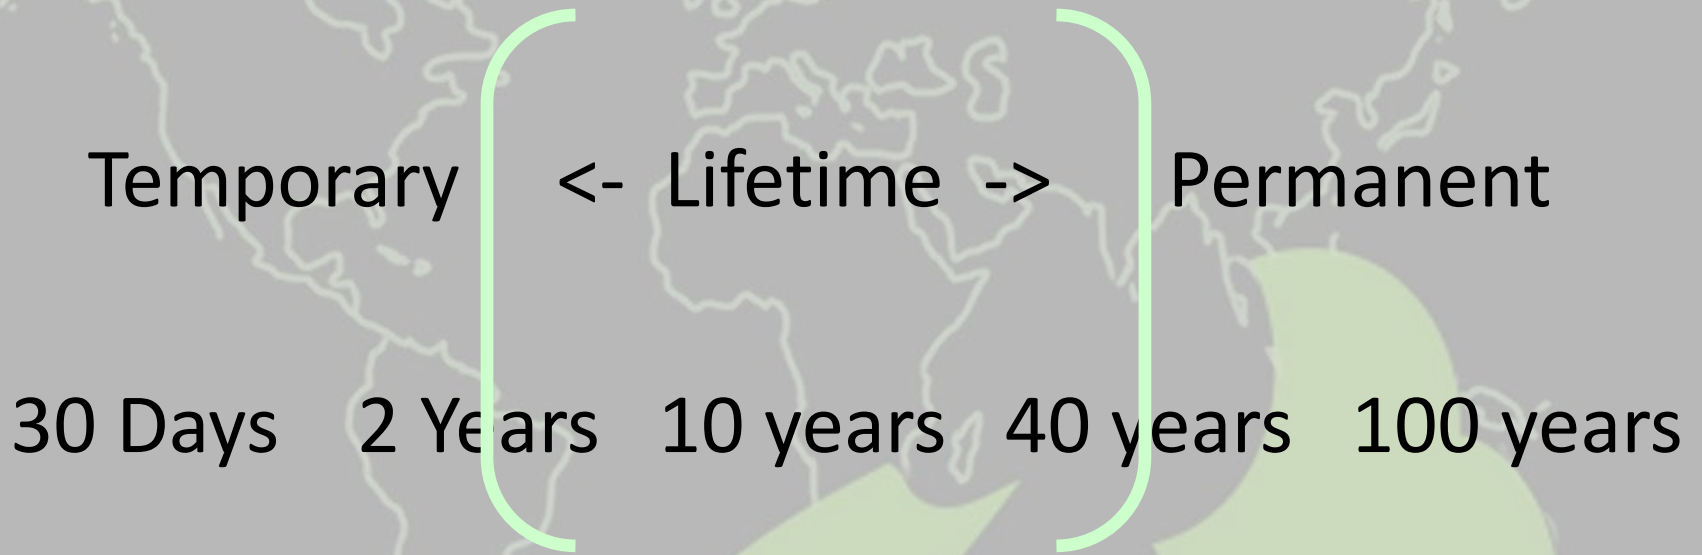 Temporary <- Lifetime -> Permanent
30 Days 2 Years 10 years 40 years 100 years